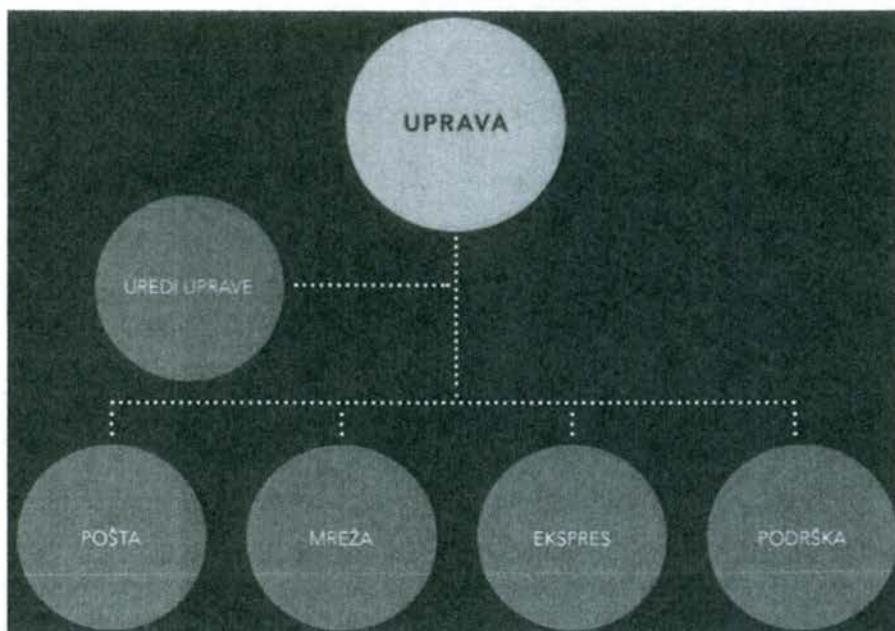 UPRAVA
UREDI UPRAVE
POŠTA
MREŽA
EKSPRES
PODRŠKA